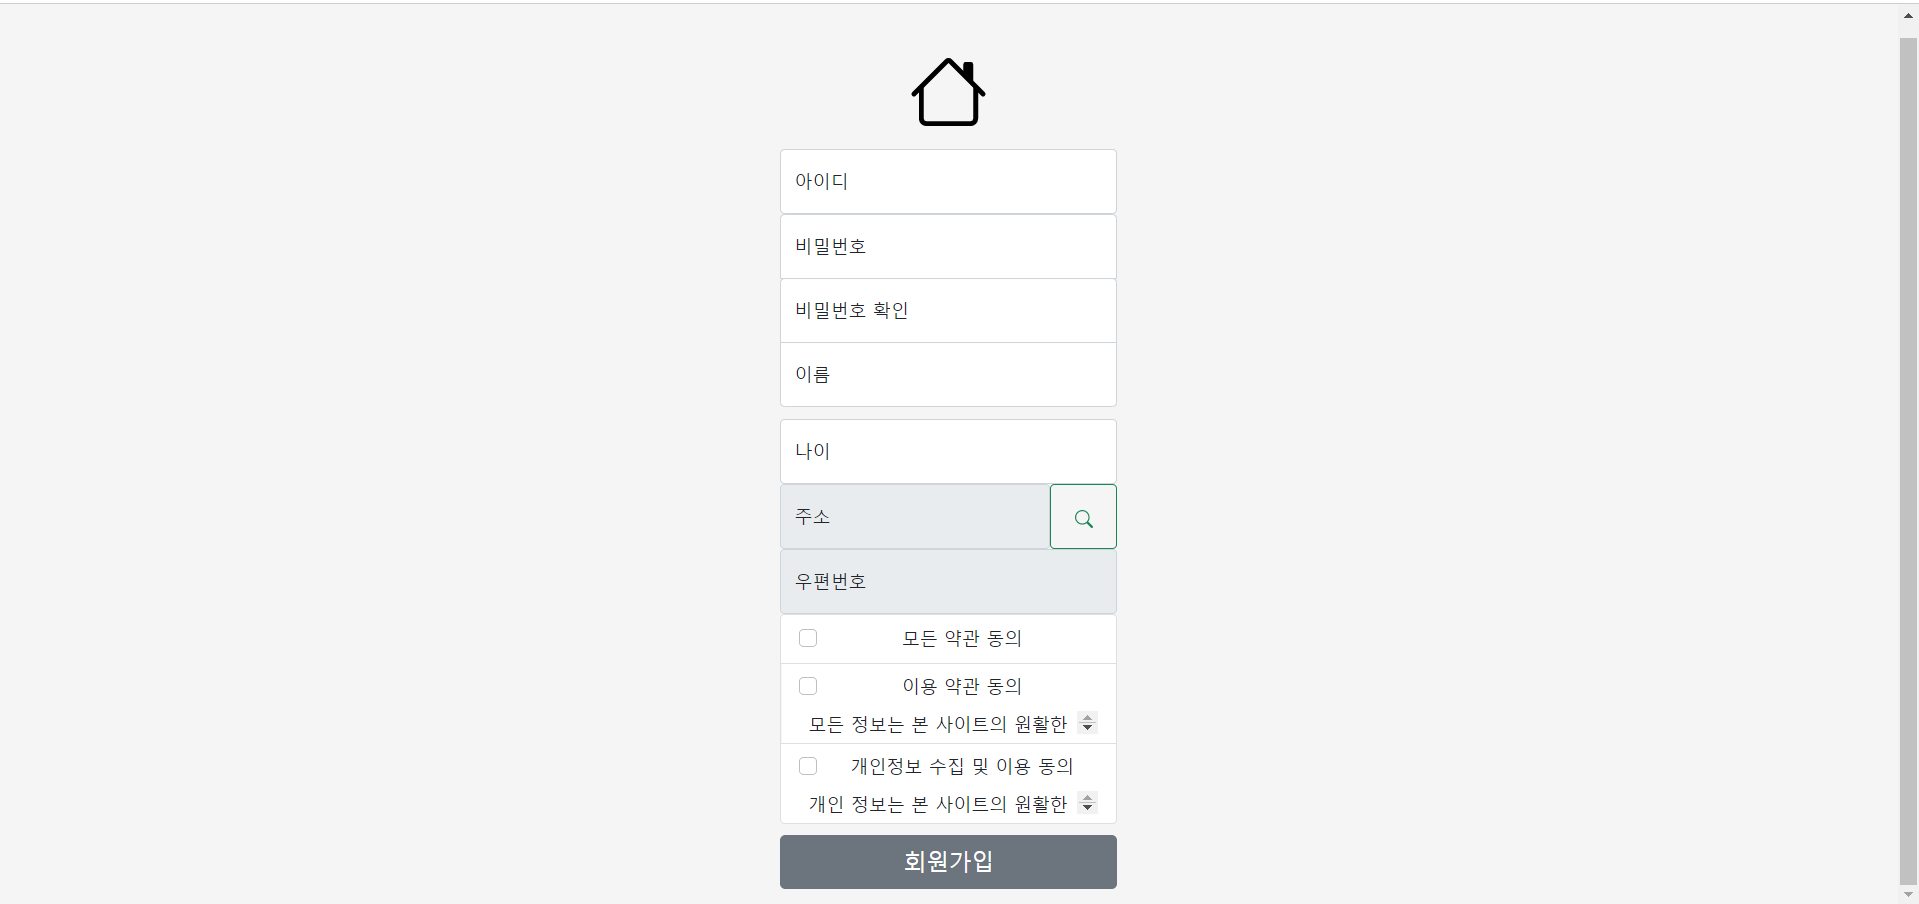 아이디
비밀번호
비밀번호 확인
이름
나이
주소
우편번호
모든 약관 동의
이용 약관 동의
모든 정보는 본 사이트의 원활한
개인정보 수집 및 이용 동의
개인 정보는 본 사이트의 원활한
회원가입